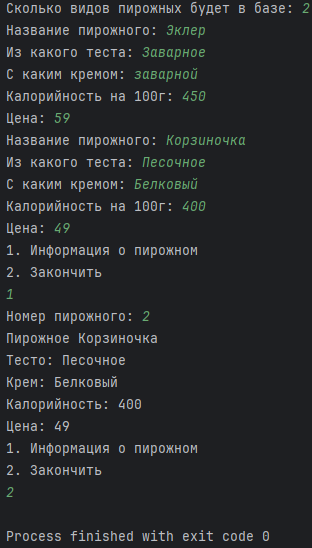 Сколько видов пирожных будет в базе: 2
Название пирожного: Эклер
Из какого теста: Заварное
С каким кремом: заварной
Калорийность на 100г: 450
Цена: 59
Название пирожного: Корзиночка
Из какого теста: Песочное
С каким кремом: Белковый
Калорийность на 100г: 400
Цена: 49
1. Информация о пирожном
2. Закончить
1
Номер пирожного: 2
Пирожное Корзиночка
Тесто: Песочное
Крем: Белковый
Калорийность: 400
Цена: 49
1. Информация о пирожном
2. Закончить
2
Process finished with exit code 0